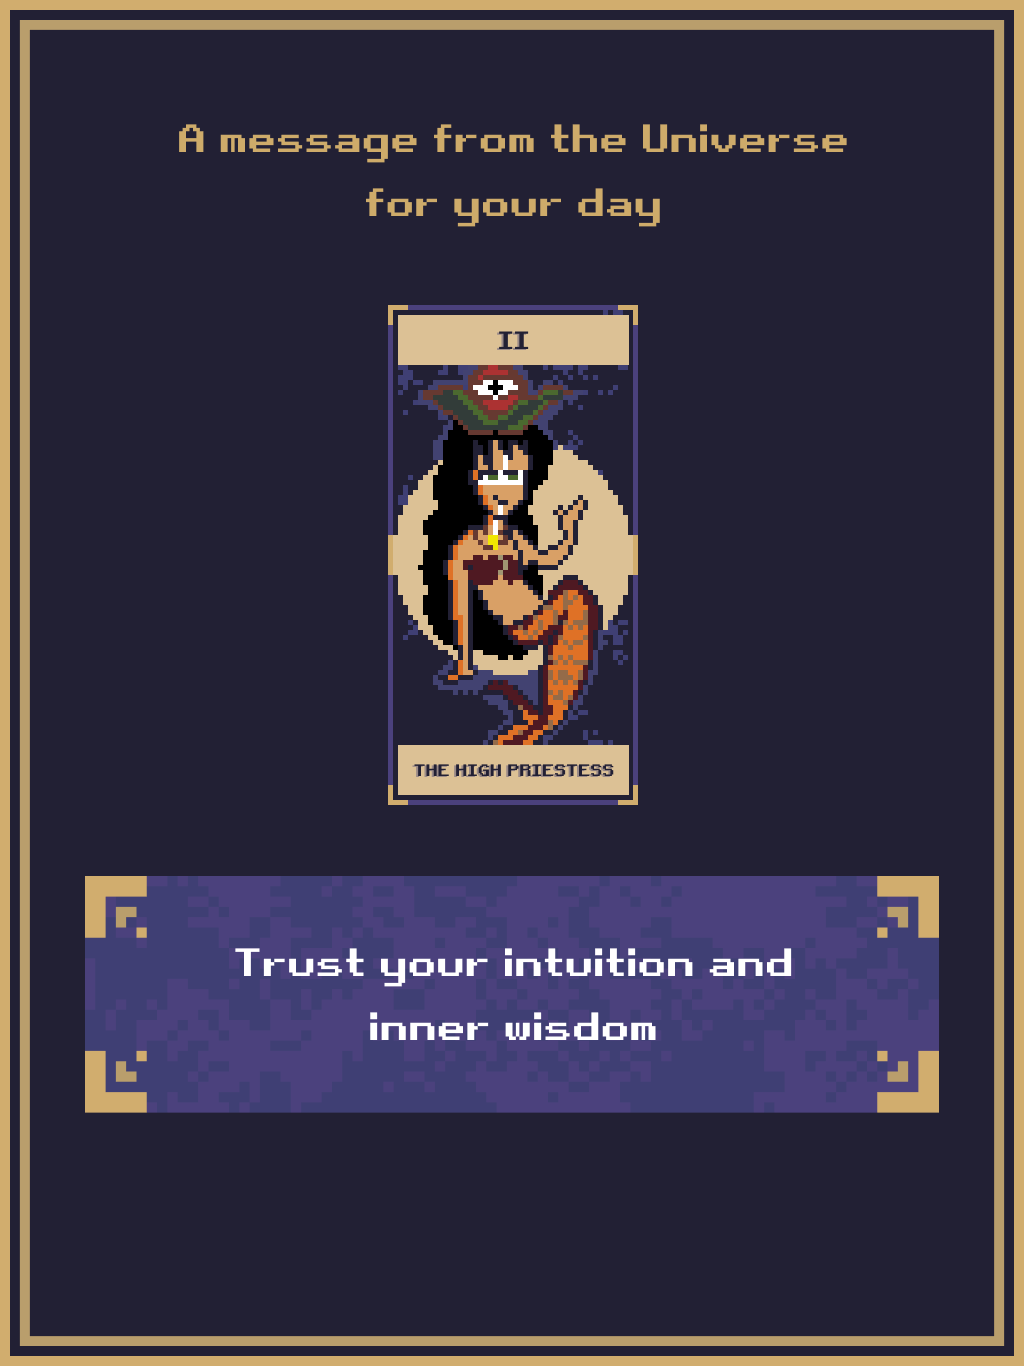 A message from the Universe
for your day
II
THE HIGH PRIESTESS
Trust your intuition and
inner wisdom